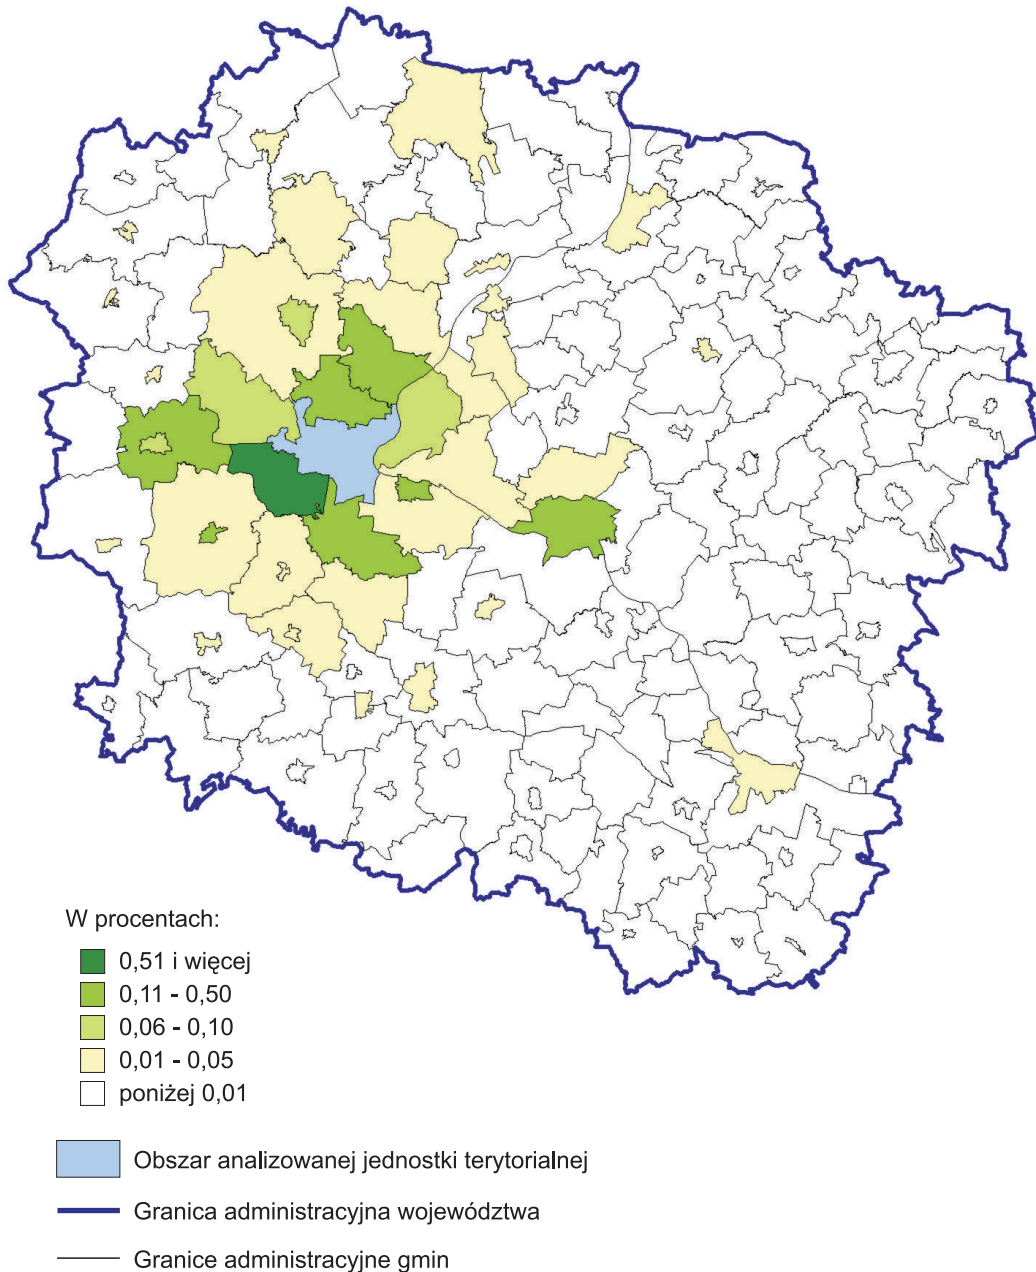 W procentach:
0,51 i więcej
0,11 - 0,50
0,06 - 0,10
0,01 - 0,05
poniżej 0,01
Obszar analizowanej jednostki terytorialnej
Granica administracyjna województwa
Granice administracyjne gmin